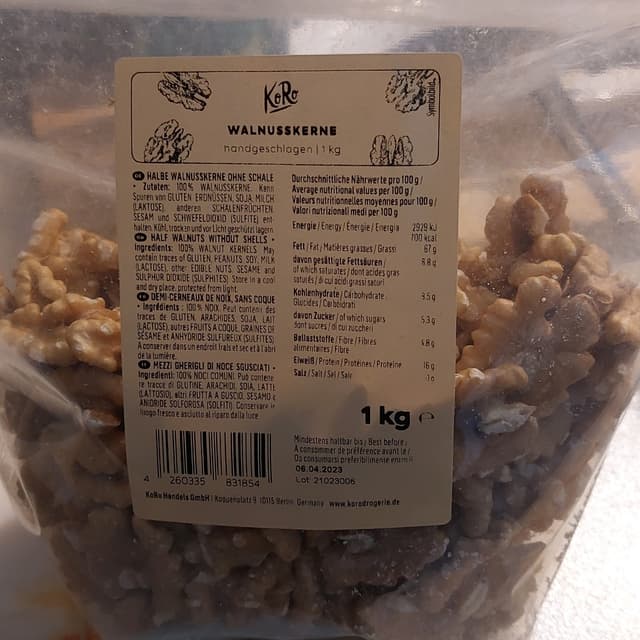 KoRo
Symbolbild
WALNUSSKERNE
handgeschlagen | 1 kg
DE HALBE WALNUSSKERNE OHNE SCHALE
• Zutaten: 100% WALNUSSKERNE. Kann
Spuren von GLUTEN, ERDNÜSSEN, SOJA, MILCH
(LAKTOSE), anderen SCHALENFRÜCHTEN,
SESAM und SCHWEFELDIOXID (SULFITE) ent-
halten. Kühl, trocken und vor Licht geschützt lagern.
HALF WALNUTS WITHOUT SHELLS •
Ingredients: 100% WALNUT KERNELS. May
contain traces of GLUTEN, PEANUTS, SOY, MILK
(LACTOSE), other EDIBLE NUTS, SESAME and
SULPHUR DIOXIDE (SULPHITES). Store in a cool
and dry place, protected from light.
DEMI-CERNEAUX DE NOIX, SANS COQUE
• Ingrédients: 100% NOIX. Peut contenir des
traces de GLUTEN, ARACHIDES, SOJA, LAIT
(LACTOSE), autres FRUITS A COQUE, GRAINES DE
SÉSAME et ANHYDRIDE SULFUREUX (SULFITES).
A conserver dans un endroit frais et sec et à l'abri
de la lumière.
MEZZI GHERIGLI DI NOCE SGUSCIATI •
Ingredienti: 100% NOCI COMUNI. Può contene-
re tracce di GLUTINE, ARACHIDI, SOIA, LATTE
(LATTOSIO), altri FRUTTA A GUSCIO, SESAMO e
ANIDRIDE SOLFOROSA (SOLFITI). Conservare in
luogo fresco e asciutto al riparo dalla luce.
Durchschnittliche Nährwerte pro 100 g /
Average nutritional values per 100 g /
Valeurs nutritionnelles moyennes pour 100 g /
Valori nutrizionali medi per 100 g
Energie / Energy / Énergie / Energia 2929 kJ
700 kcal
Fett / Fat / Matières grasses / Grassi 67 g
davon gesättigte Fettsäuren /
of which saturates / dont acides gras
saturés / di cui acidi grassi saturi
Kohlenhydrate / Carbohydrate
Glucides / Carboidrati
davon Zucker / of which sugars 5.3 g
dont sucres / di cui zuccheri
Ballaststoffe / Fibre / Fibres
alimentaires / Fibre
Eiweiß / Protein / Protéines / Proteine 16 g
Salz / Salt / Sel / Sale
1 kg e
Mindestens haltbar bis / Best before /
A consommer de préférence avant le /
Da consumarsi preferibilmente entro il
06.04.2023
Lot: 21023006
4 260335 831854
KoRo Handels GmbH | Koppenplatz 9 10115 Berlin, Germany www.korodrogerie.de